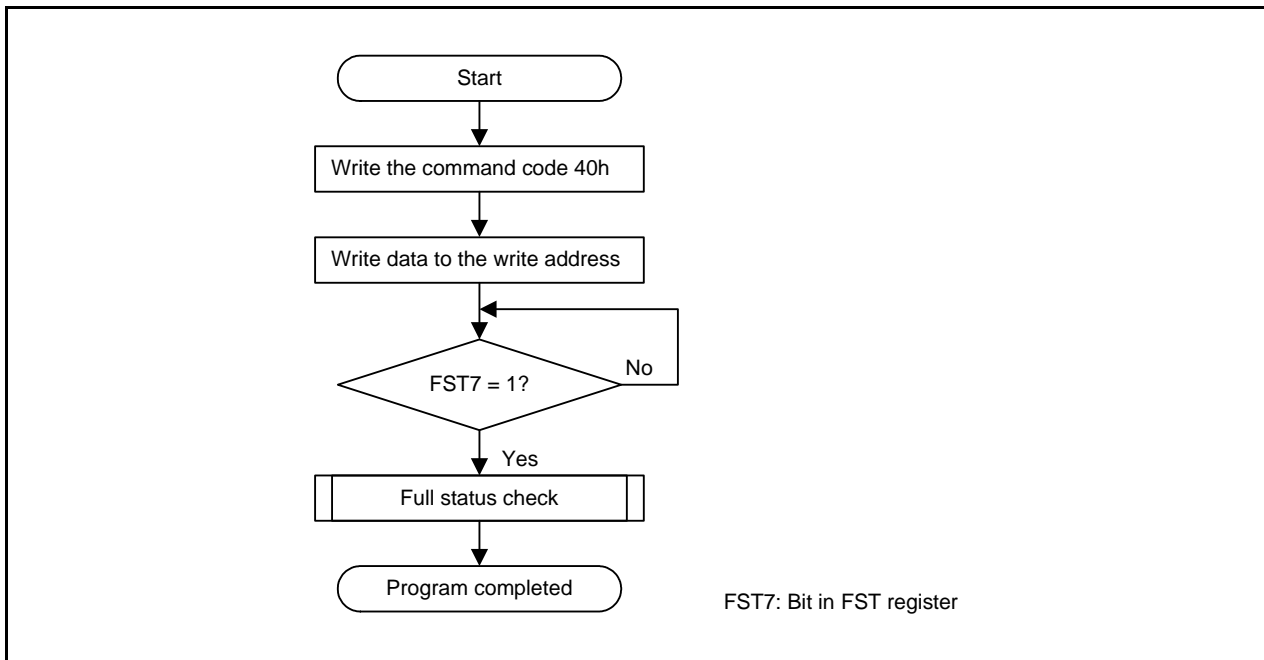 Start
Write the command code 40h
Write data to the write address
FST7 = 1?
No
Yes
Full status check
Program completed
FST7: Bit in FST register